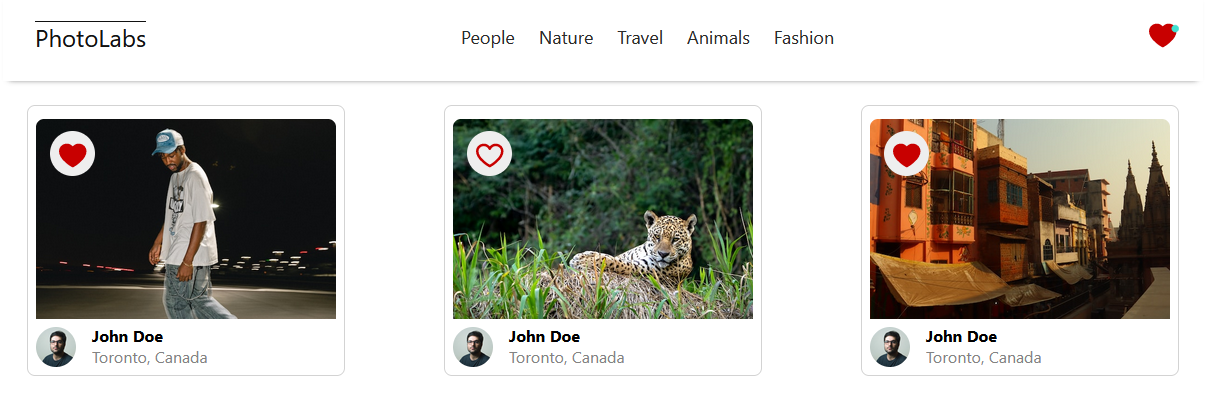 PhotoLabs
People Nature Travel Animals Fashion
John Doe
Toronto, Canada
John Doe
Toronto, Canada
John Doe
Toronto, Canada